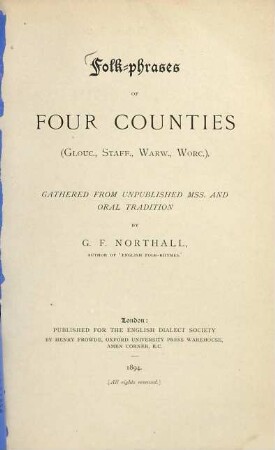 Folk-phrases
OF
FOUR COUNTIES
(Glouc., Staff., Warw., Worc.),
GATHERED FROM UNPUBLISHED MSS. AND
ORAL TRADITION
BY
G. F. NORTHALL,
AUTHOR OF "ENGLISH FOLK-RHYMES."
London:
PUBLISHED FOR THE ENGLISH DIALECT SOCIETY
BY HENRY FROWDE, OXFORD UNIVERSITY PRESS WAREHOUSE,
AMEN CORNER, E.C.
1894.
[All rights reserved.]